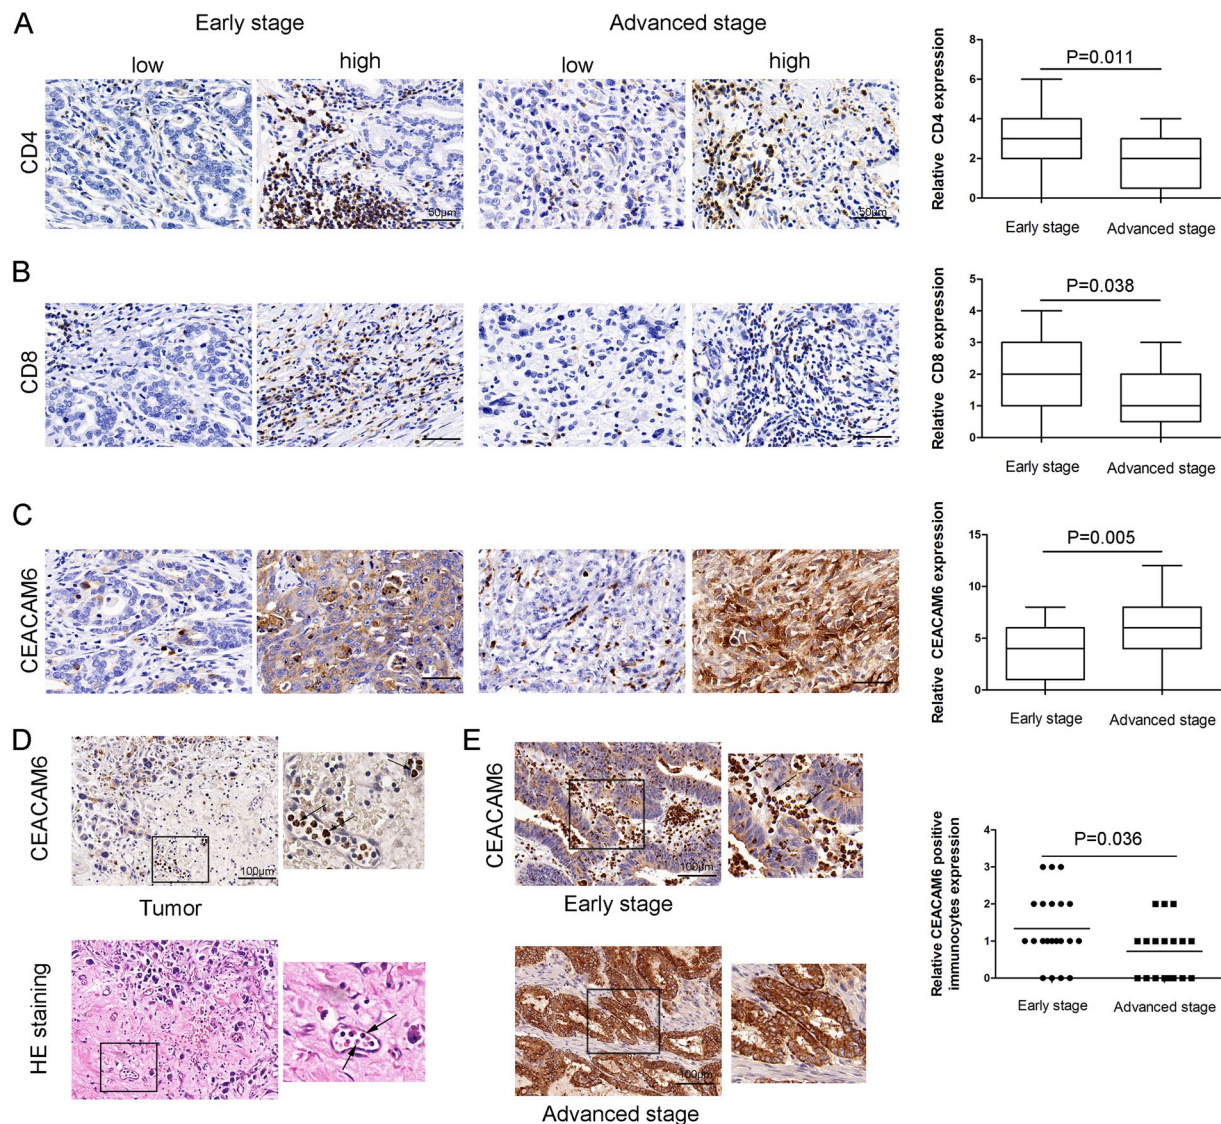 A
Early stage
Advanced stage
low
high
low
high
CD4
50µm
50µm
Relative CD4 expression
8
6
4
2
0
P=0.011
Early stage
Advanced stage
B
CD8
Relative CD8 expression
5
4
3
2
1
0
P=0.038
Early stage
Advanced stage
C
CEACAM6
Relative CEACAM6 expression
15
10
5
0
P=0.005
Early stage
Advanced stage
D
CEACAM6
100µm
Tumor
HE staining
E
CEACAM6
100µm
Early stage
100µm
Advanced stage
Relative CEACAM6 positive
immunocytes expression
4
3
2
1
0
P=0.036
Early stage
Advanced stage